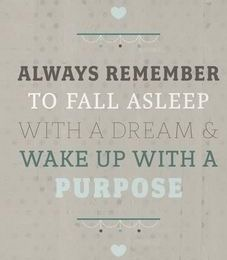 ALWAYS REMEMBER
TO FALL ASLEEP
WITH A DREAM &
WAKE UP WITH A
PURPOSE